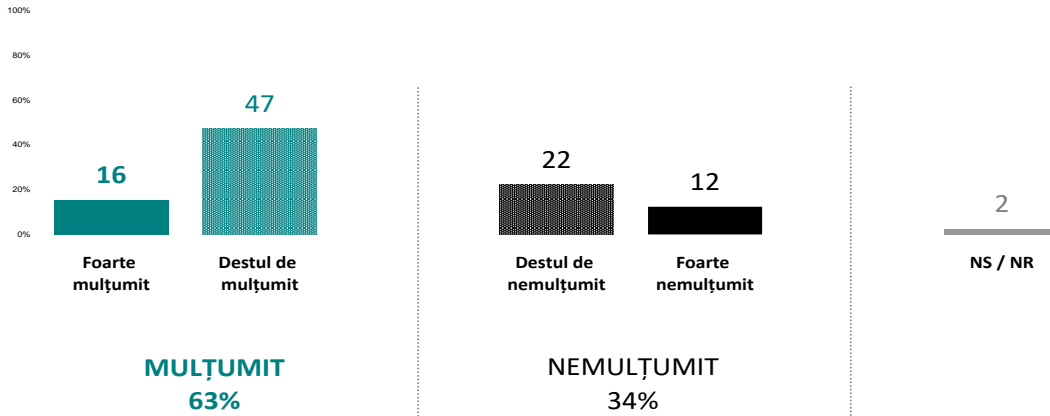 100%
80%
60%
40%
20%
0%
16
47
22
12
2
Foarte
mulțumit
Destul de
mulțumit
Destul de
nemulțumit
Foarte
nemulțumit
NS / NR
MULȚUMIT
63%
NEMULȚUMIT
34%